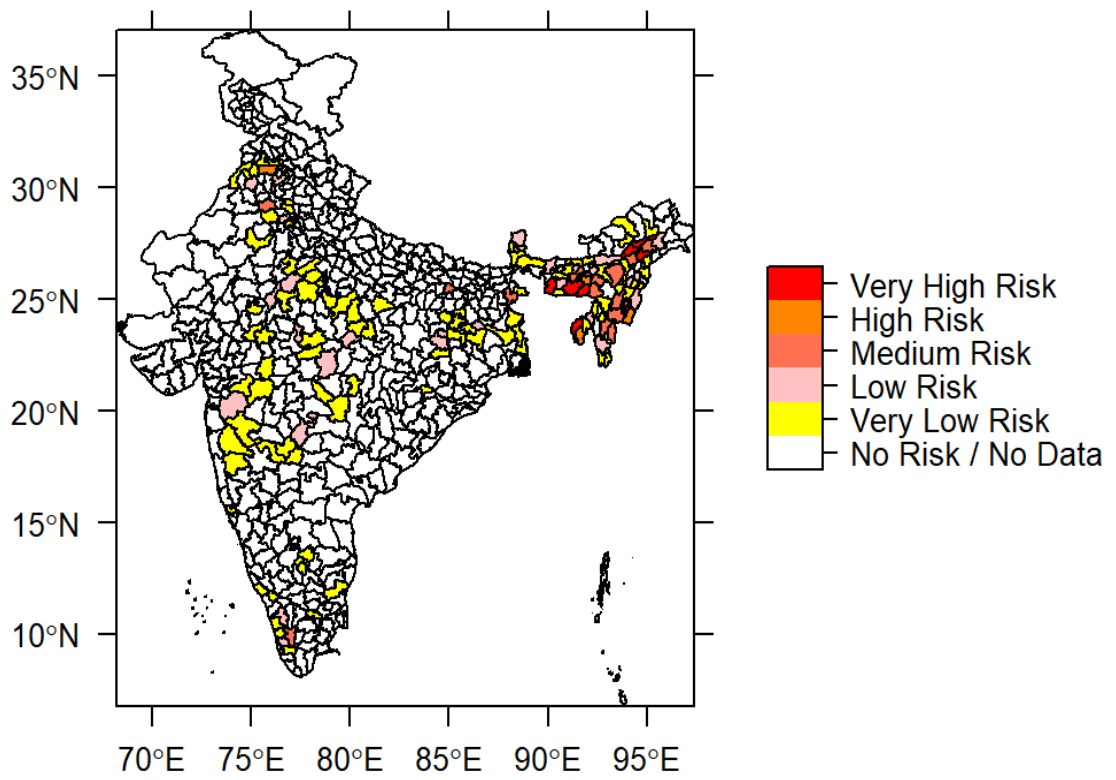 35°N
30°N
25°N
20°N
15°N
10°N
70°E 75°E 80°E 85°E 90°E 95°E
Very High Risk
High Risk
Medium Risk
Low Risk
Very Low Risk
No Risk / No Data